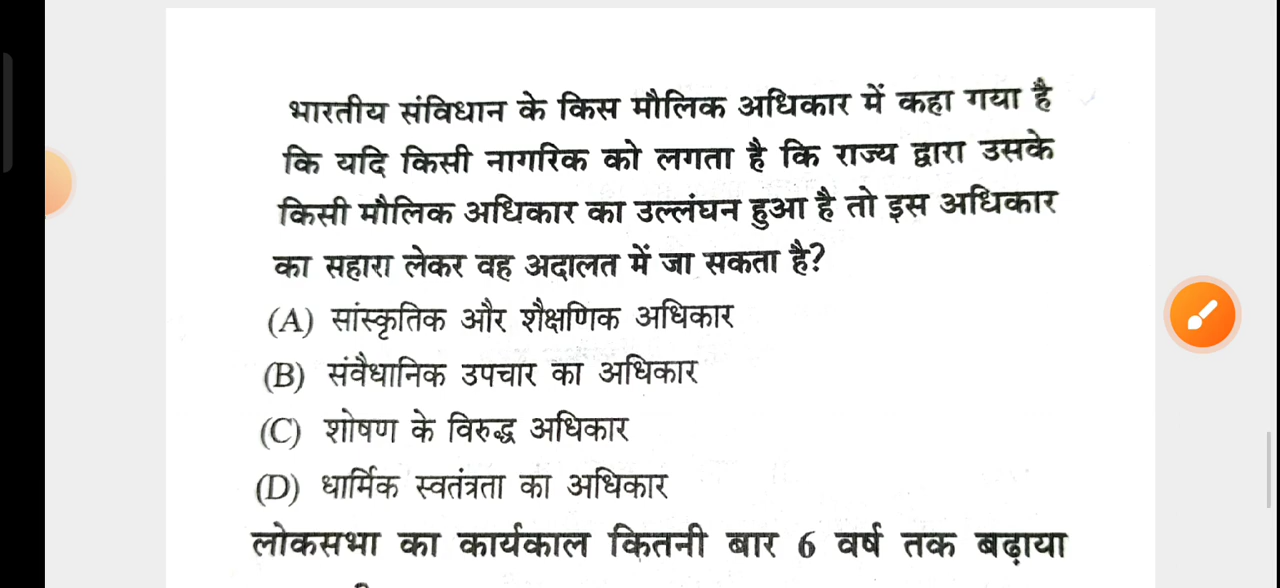 भारतीय संविधान के किस मौलिक अधिकार में कहा गया है
कि यदि किसी नागरिक को लगता है कि राज्य द्वारा उसके
किसी मौलिक अधिकार का उल्लंघन हुआ है तो इस अधिकार
का सहारा लेकर वह अदालत में जा सकता है?
(A) सांस्कृतिक और शैक्षणिक अधिकार
(B) संवैधानिक उपचार का अधिकार
(C) शोषण के विरुद्ध अधिकार
(D) धार्मिक स्वतंत्रता का अधिकार
लोकसभा का कार्यकाल कितनी बार 6 वर्ष तक बढ़ाया